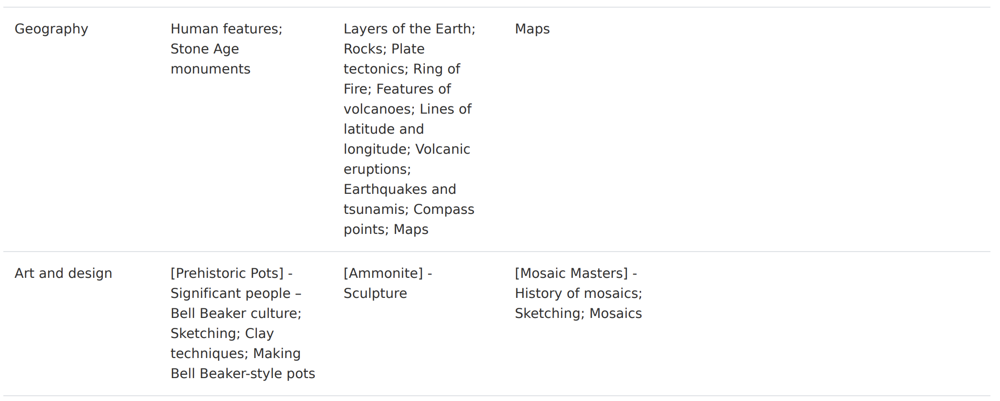 Geography
Human features;
Stone Age
monuments
Layers of the Earth;
Rocks; Plate
tectonics; Ring of
Fire; Features of
volcanoes; Lines of
latitude and
longitude; Volcanic
eruptions;
Earthquakes and
tsunamis; Compass
points; Maps
Maps
Art and design
[Prehistoric Pots] -
Significant people –
Bell Beaker culture;
Sketching; Clay
techniques; Making
Bell Beaker-style pots
[Ammonite] -
Sculpture
[Mosaic Masters] -
History of mosaics;
Sketching; Mosaics